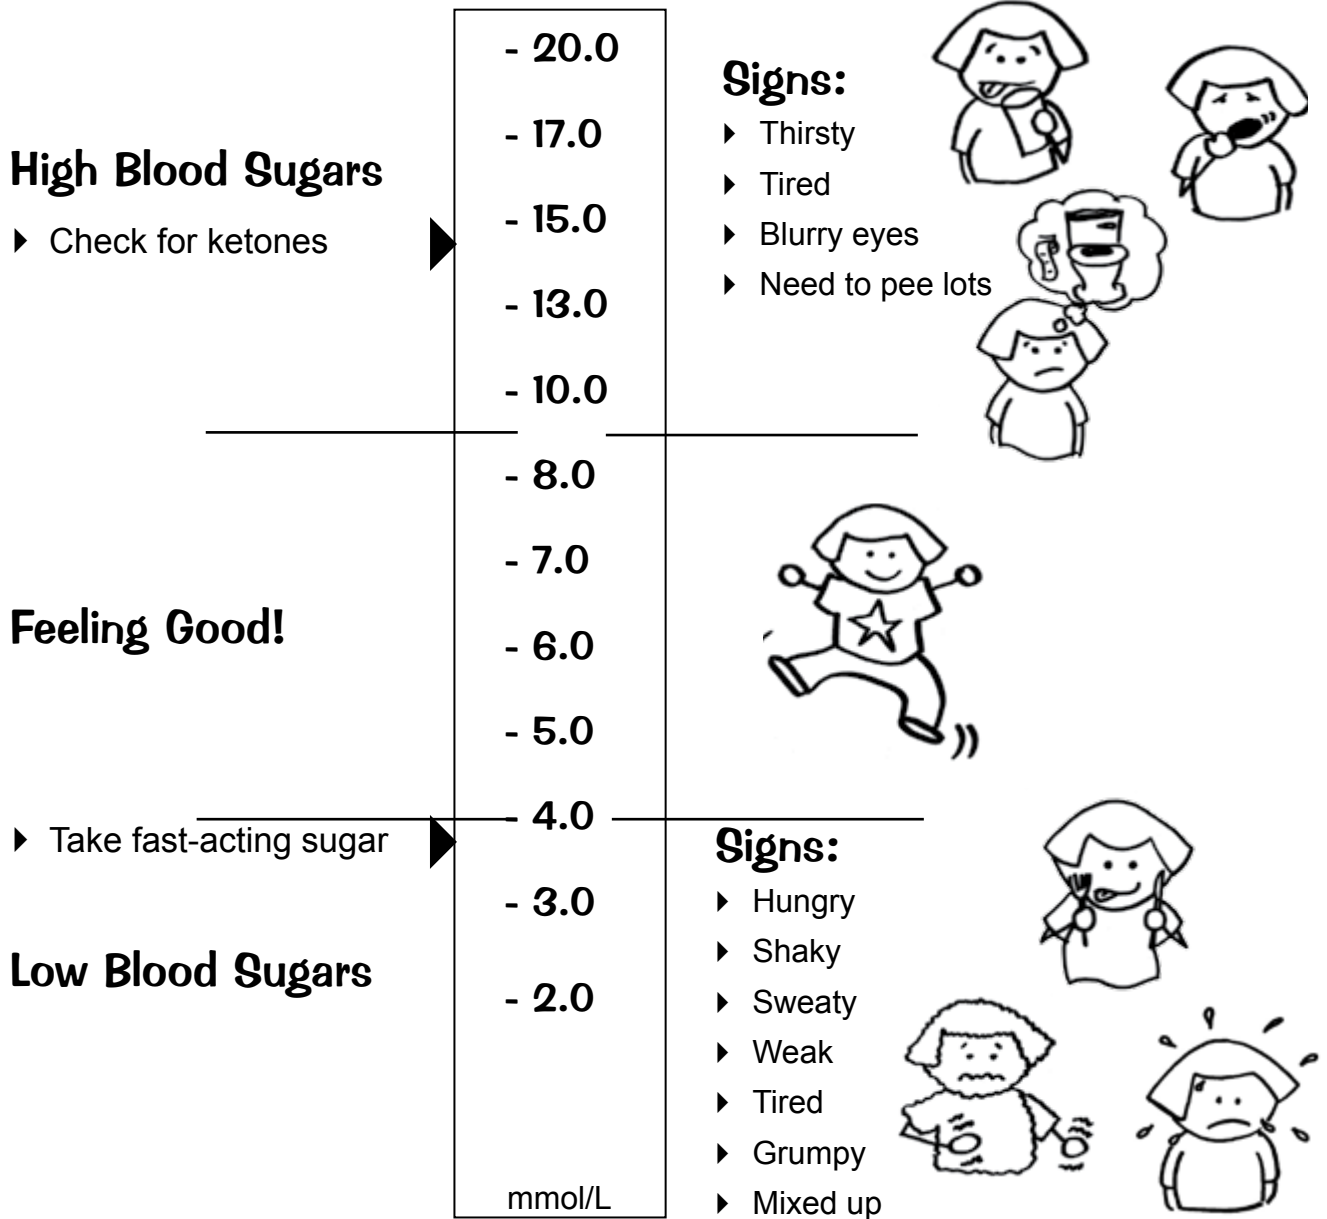 High Blood Sugars
▸ Check for ketones
Feeling Good!
▸ Take fast-acting sugar
Low Blood Sugars
- 20.0
- 17.0
- 15.0
- 13.0
- 10.0
- 8.0
- 7.0
- 6.0
- 5.0
- 4.0
- 3.0
- 2.0
mmol/L
Signs:
▸ Thirsty
▸ Tired
▸ Blurry eyes
▸ Need to pee lots
Signs:
▸ Hungry
▸ Shaky
▸ Sweaty
▸ Weak
▸ Tired
▸ Grumpy
▸ Mixed up